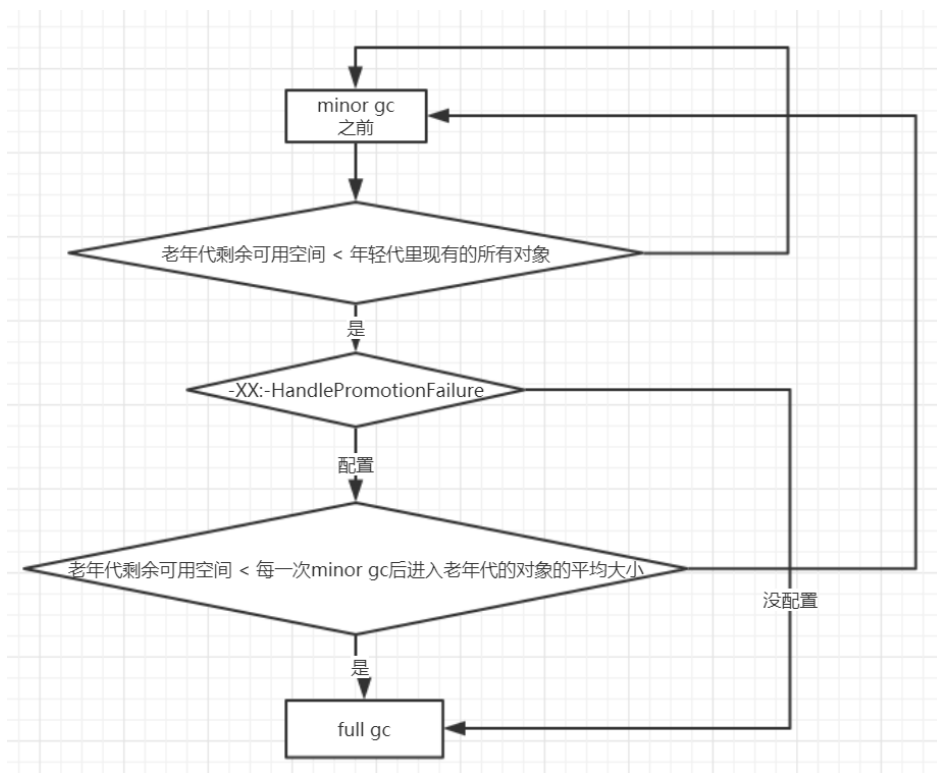 minor gc
之前
老年代剩余可用空间 < 年轻代里现有的所有对象
是
-XX:-HandlePromotionFailure
配置
老年代剩余可用空间 < 每一次minor gc后进入老年代的对象的平均大小
没配置
是
full gc